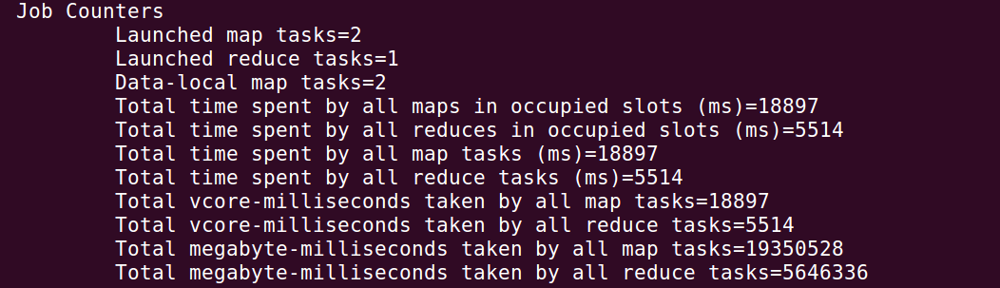 Job Counters
Launched map tasks=2
Launched reduce tasks=1
Data-local map tasks=2
Total time spent by all maps in occupied slots (ms)=18897
Total time spent by all reduces in occupied slots (ms)=5514
Total time spent by all map tasks (ms)=18897
Total time spent by all reduce tasks (ms)=5514
Total vcore-milliseconds taken by all map tasks=18897
Total vcore-milliseconds taken by all reduce tasks=5514
Total megabyte-milliseconds taken by all map tasks=19350528
Total megabyte-milliseconds taken by all reduce tasks=5646336